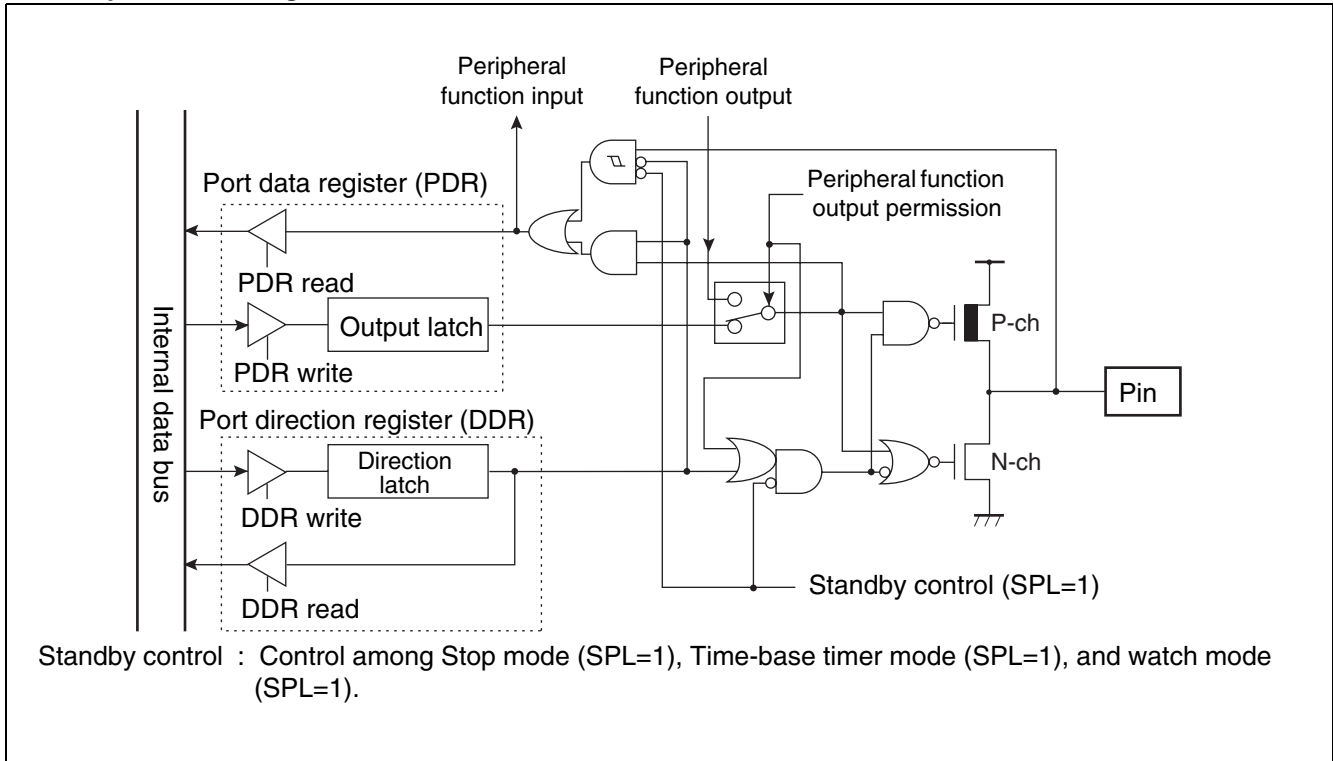 Peripheral
function input
Peripheral
function output
Port data register (PDR)
Peripheral function
output permission
PDR read
Output latch
PDR write
P-ch
Pin
Internal data bus
Port direction register (DDR)
Direction
latch
N-ch
DDR write
DDR read
Standby control (SPL=1)
Standby control : Control among Stop mode (SPL=1), Time-base timer mode (SPL=1), and watch mode
(SPL=1).